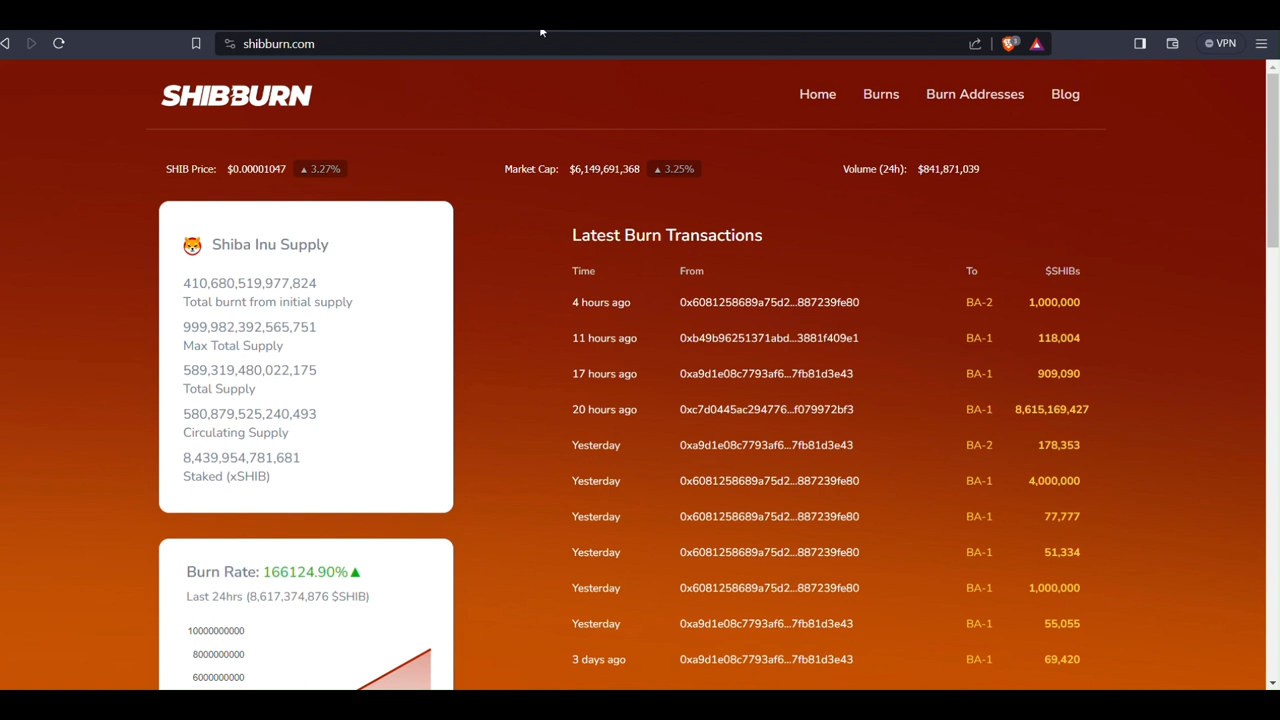 shibburn.com
3
VPN
SHIBBURN
Home Burns Burn Addresses Blog
SHIB Price: $0.00001047 ▲ 3.27% Market Cap: $6,149,691,368 ▲ 3.25% Volume (24h): $841,871,039
Shiba Inu Supply
410,680,519,977,824
Total burnt from initial supply
999,982,392,565,751
Max Total Supply
589,319,480,022,175
Total Supply
580,879,525,240,493
Circulating Supply
8,439,954,781,681
Staked (xSHIB)
Burn Rate: 166124.90%▲
Last 24hrs (8,617,374,876 $SHIB)
10000000000
8000000000
6000000000
Latest Burn Transactions
Time From To $SHIBs
4 hours ago 0x6081258689a75d2...887239fe80 BA-2 1,000,000
11 hours ago 0xb49b96251371abd...3881f409e1 BA-1 118,004
17 hours ago 0xa9d1e08c7793af6...7fb81d3e43 BA-1 909,090
20 hours ago 0xc7d0445ac294776...f079972bf3 BA-1 8,615,169,427
Yesterday 0xa9d1e08c7793af6...7fb81d3e43 BA-2 178,353
Yesterday 0x6081258689a75d2...887239fe80 BA-1 4,000,000
Yesterday 0x6081258689a75d2...887239fe80 BA-1 77,777
Yesterday 0x6081258689a75d2...887239fe80 BA-1 51,334
Yesterday 0x6081258689a75d2...887239fe80 BA-1 1,000,000
Yesterday 0xa9d1e08c7793af6...7fb81d3e43 BA-1 55,055
3 days ago 0xa9d1e08c7793af6...7fb81d3e43 BA-1 69,420